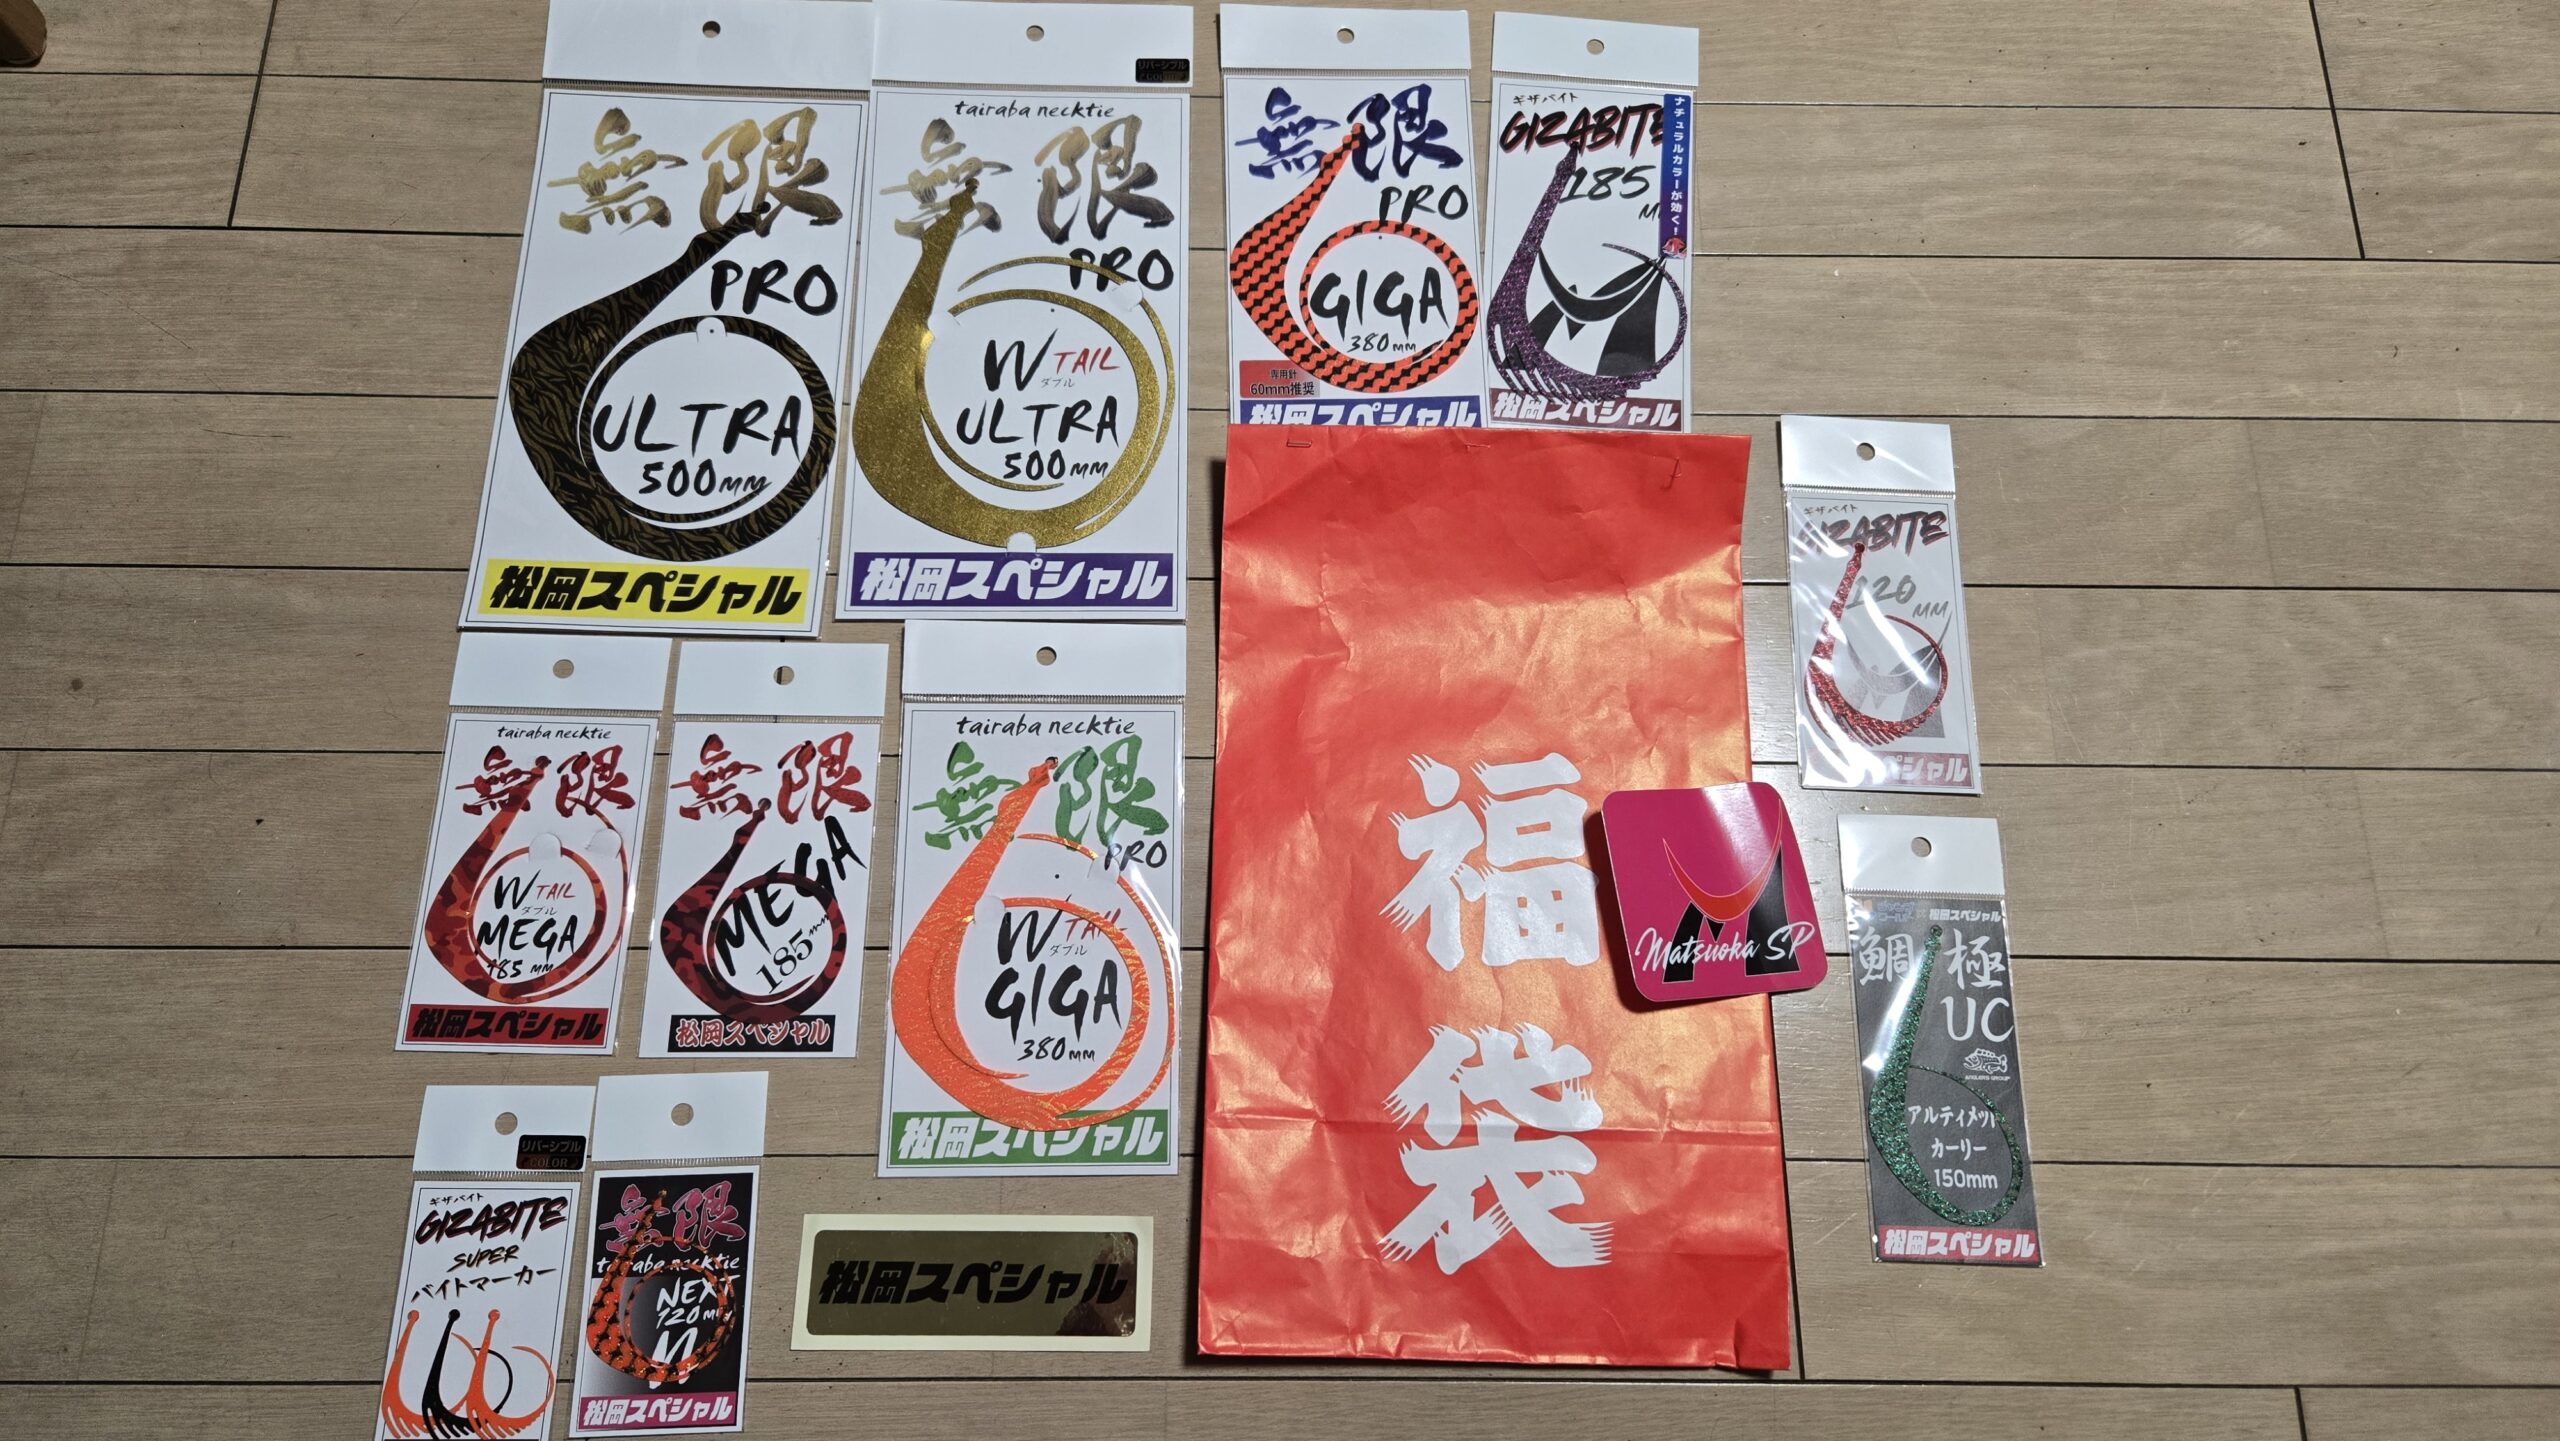 無限
PRO
ULTRA
500MM
松岡スペシャル
リバーシブル
COLOR
tairaba necktie
無限
PRO
W TAIL
ダブル
ULTRA
500MM
松岡スペシャル
無限
PRO
GIGA
380MM
専用針
60mm推奨
松岡スペシャル
ギザバイト
GIZABITE
185
ナチュラルカラーが効く!
松岡スペシャル
tairaba necktie
無限
W TAIL
ダブル
MEGA
185MM
松岡スペシャル
無限
MEGA
185mm
松岡スペシャル
tairaba necktie
無限
PRO
W TAIL
ダブル
GIGA
380MM
松岡スペシャル
福袋
Matsuoka SP
ギザバイト
GIZABITE
120MM
スペシャル
松岡スペシャル
鯛極
UC
ANGLERS GROUP
アルティメット
カーリー
150mm
松岡スペシャル
リバーシブル
COLOR
ギザバイト
GIZABITE
SUPER
バイトマーカー
無限
tairaba necktie
NEXT
120MM
松岡スペシャル
松岡スペシャル